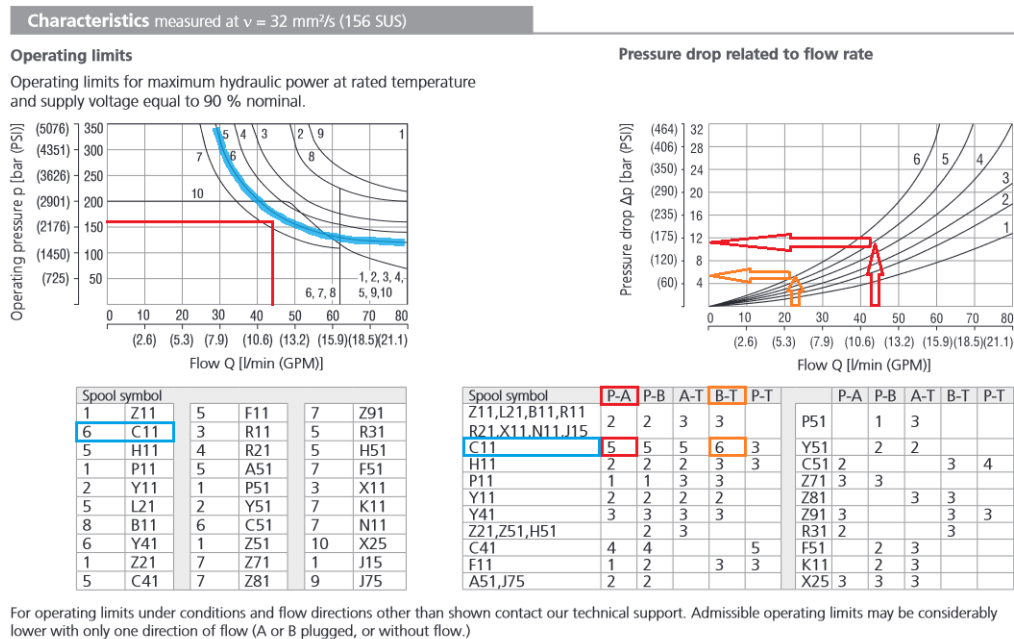 Characteristics measured at ν = 32 mm²/s (156 SUS)
Operating limits
Operating limits for maximum hydraulic power at rated temperature
and supply voltage equal to 90 % nominal.
Operating pressure p [bar (PSI)]
(5076) 350
(4351) 300
(3626) 250
(2901) 200
(2176) 150
(1450) 100
(725) 50
5 4 3 2 9 1
7 6 8
10
1, 2, 3, 4,
6, 7, 8 5, 9,10
0 10 20 30 40 50 60 70 80
(2.6) (5.3) (7.9) (10.6) (13.2) (15.9)(18.5)(21.1)
Flow Q [l/min (GPM)]
Pressure drop related to flow rate
Pressure drop Δp [bar (PSI)]
(464) 32
(406) 28
(350) 24
(290) 20
(235) 16
(175) 12
(120) 8
(60) 4
6 5 4
3
2
1
0 10 20 30 40 50 60 70 80
(2.6) (5.3) (7.9) (10.6) (13.2) (15.9)(18.5)(21.1)
Flow Q [l/min (GPM)]
Spool symbol
1 Z11 5 F11 7 Z91
6 C11 3 R11 5 R31
5 H11 4 R21 5 H51
1 P11 5 A51 7 F51
2 Y11 1 P51 3 X11
5 L21 2 Y51 7 K11
8 B11 6 C51 7 N11
6 Y41 1 Z51 10 X25
1 Z21 7 Z71 1 J15
5 C41 7 Z81 9 J75
Spool symbol P-A P-B A-T B-T P-T
Z11,L21,B11,R11
R21,X11,N11,J15 2 2 3 3
C11 5 5 5 6 3
H11 2 2 2 3 3
P11 1 1 3 3
Y11 2 2 2 2
Y41 3 3 3 3
Z21,Z51,H51 2 3
C41 4 4 5
F11 1 2 3 3
A51,J75 2 2
P-A P-B A-T B-T P-T
P51 1 3
Y51 2 2
C51 2 3 4
Z71 3 3
Z81 3 3
Z91 3 3 3
R31 2 3
F51 2 3
K11 2 3
X25 3 3 3
For operating limits under conditions and flow directions other than shown contact our technical support. Admissible operating limits may be considerably
lower with only one direction of flow (A or B plugged, or without flow.)